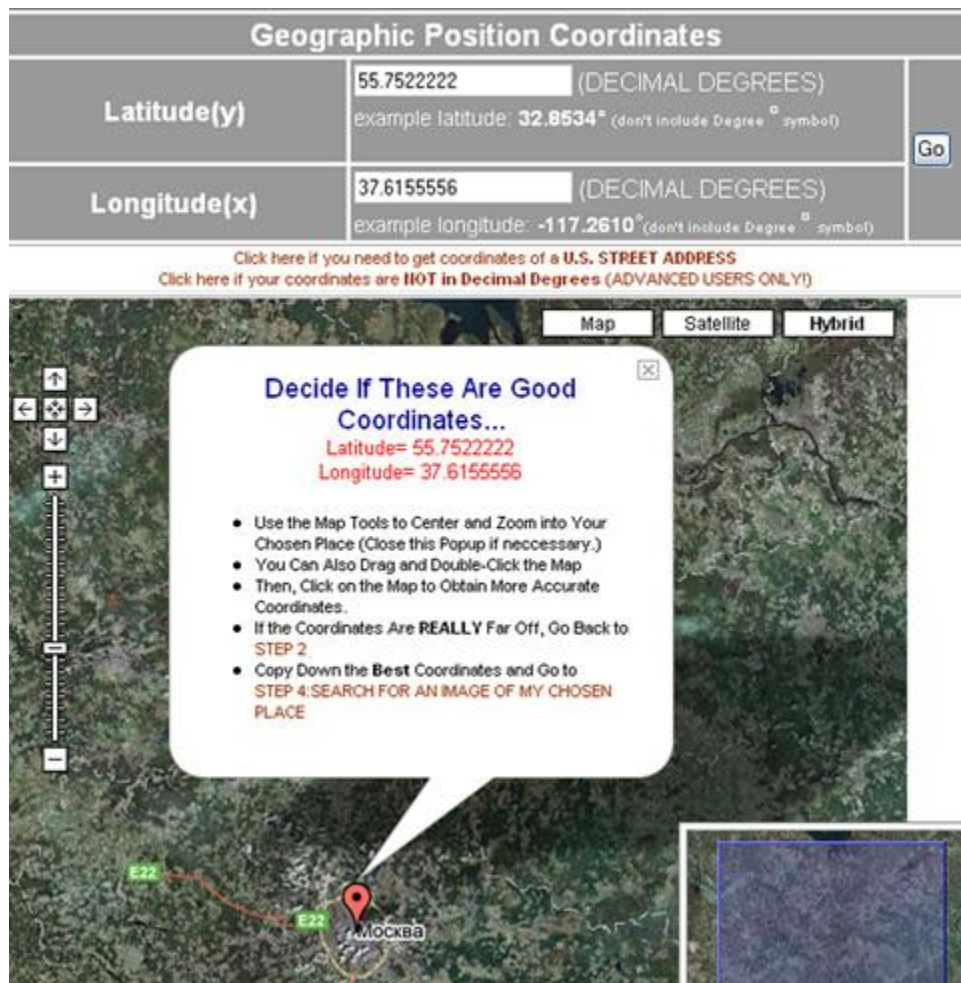 Geographic Position Coordinates
Latitude(y)
55.7522222 (DECIMAL DEGREES)
example latitude: 32.8534° (don't include Degree ° symbol)
Go
Longitude(x)
37.6155556 (DECIMAL DEGREES)
example longitude: -117.2610° (don't include Degree ° symbol)
Click here if you need to get coordinates of a U.S. STREET ADDRESS
Click here if your coordinates are NOT in Decimal Degrees (ADVANCED USERS ONLY!)
Map Satellite Hybrid
Decide If These Are Good
Coordinates...
Latitude= 55.7522222
Longitude= 37.6155556
● Use the Map Tools to Center and Zoom into Your
Chosen Place (Close this Popup if neccessary.)
● You Can Also Drag and Double-Click the Map
● Then, Click on the Map to Obtain More Accurate
Coordinates.
● If the Coordinates Are REALLY Far Off, Go Back to
STEP 2
● Copy Down the Best Coordinates and Go to
STEP 4:SEARCH FOR AN IMAGE OF MY CHOSEN
PLACE
E22
E22
Москва